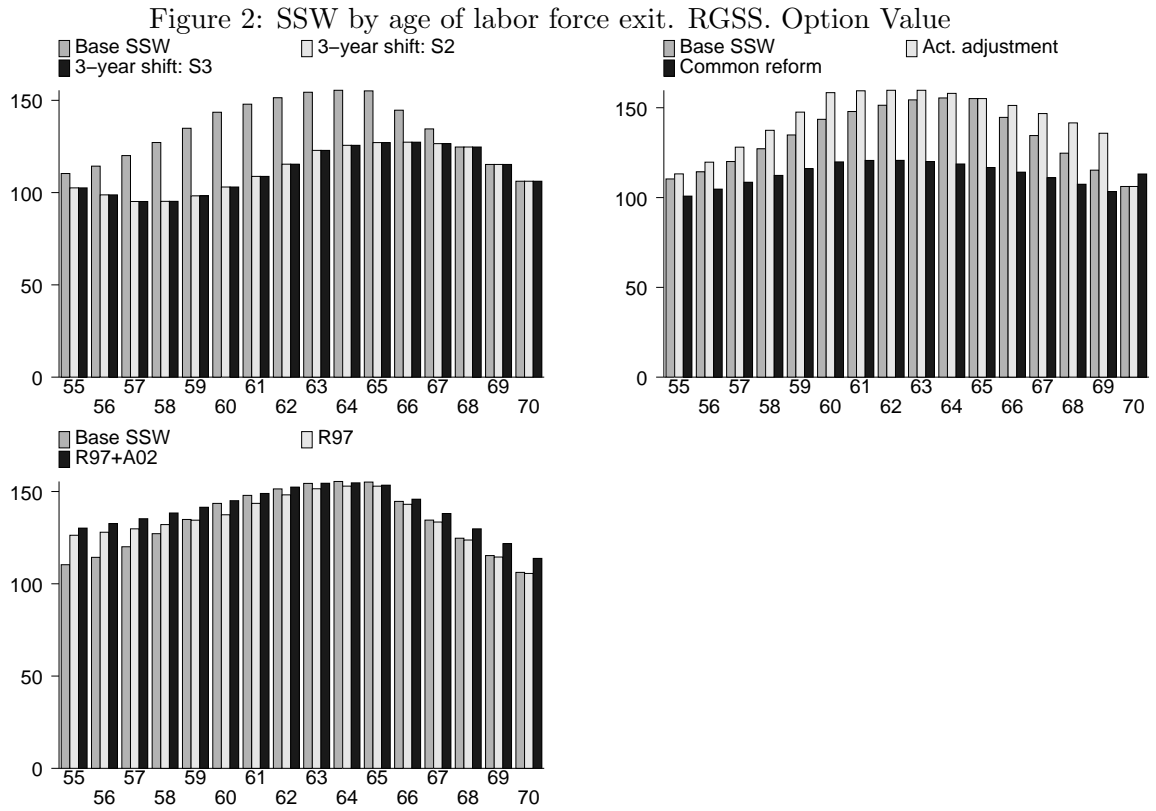 Figure 2: SSW by age of labor force exit. RGSS. Option Value
Base SSW 3−year shift: S2
3−year shift: S3
150
100
50
0
55 57 59 61 63 65 67 69
56 58 60 62 64 66 68 70
Base SSW Act. adjustment
Common reform
150
100
50
0
55 57 59 61 63 65 67 69
56 58 60 62 64 66 68 70
Base SSW R97
R97+A02
150
100
50
0
55 57 59 61 63 65 67 69
56 58 60 62 64 66 68 70